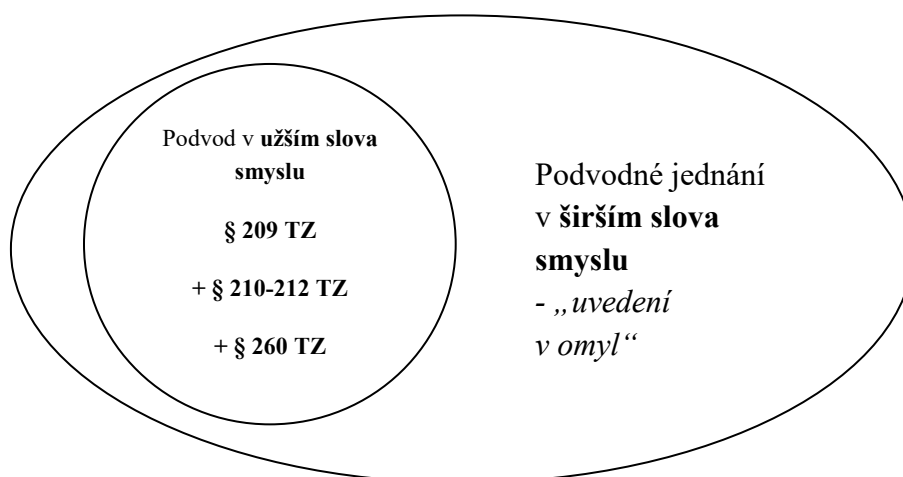 Podvod v užším slova
smyslu
§ 209 TZ
+ § 210-212 TZ
+ § 260 TZ
Podvodné jednání
v širším slova
smyslu
- „uvedení
v omyl“